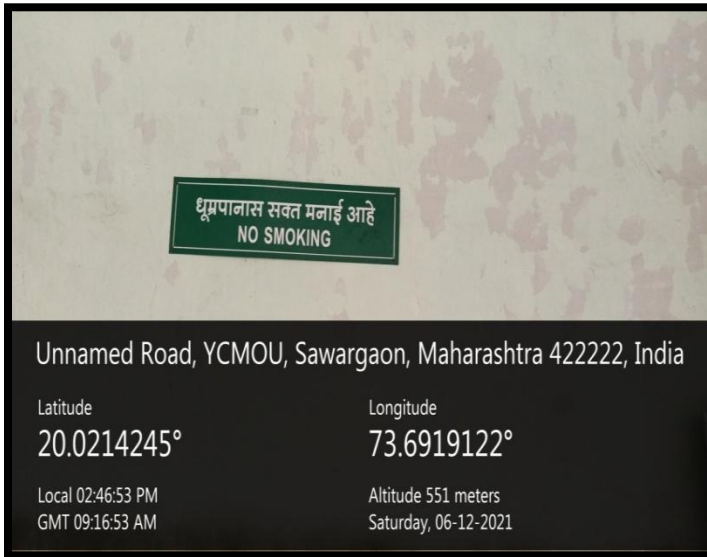 धूम्रपानास सक्त मनाई आहे
NO SMOKING
Unnamed Road, YCMOU, Sawargaon, Maharashtra 422222, India
Latitude
20.0214245°
Longitude
73.6919122°
Local 02:46:53 PM
GMT 09:16:53 AM
Altitude 551 meters
Saturday, 06-12-2021